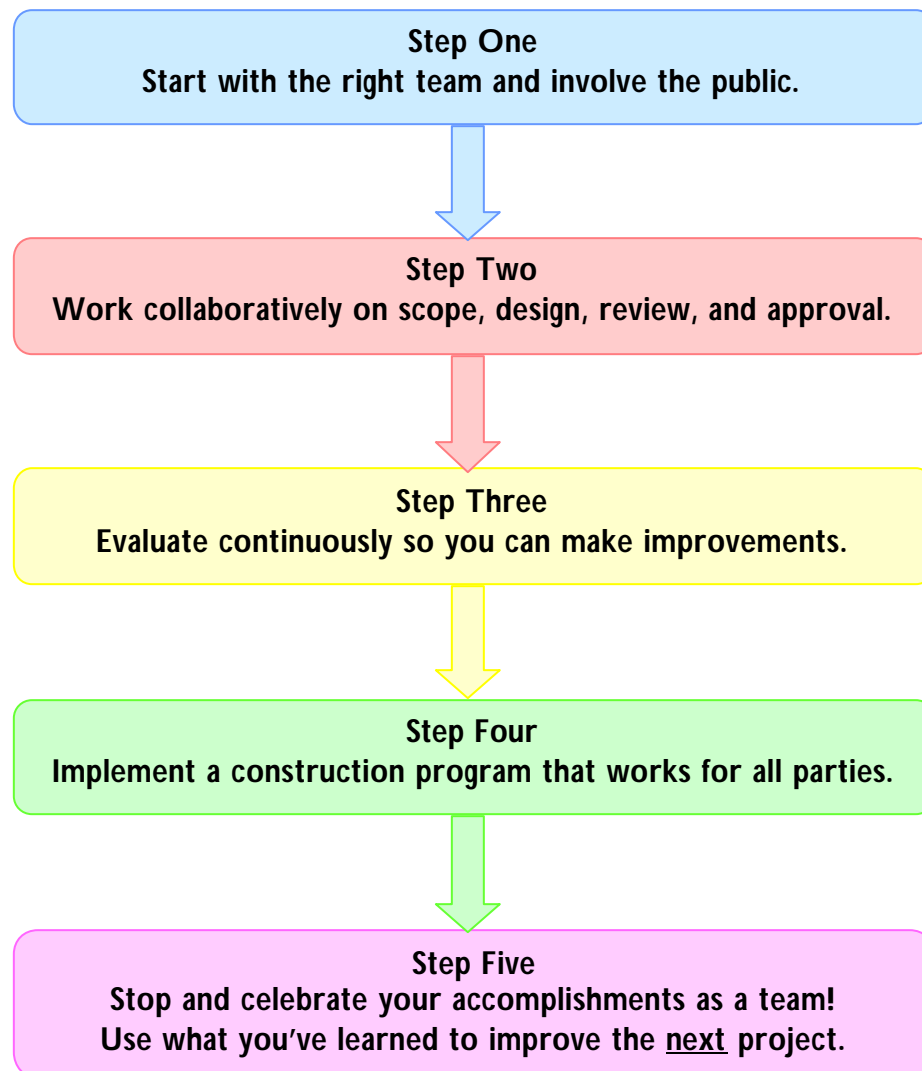 Step One
Start with the right team and involve the public.
Step Two
Work collaboratively on scope, design, review, and approval.
Step Three
Evaluate continuously so you can make improvements.
Step Four
Implement a construction program that works for all parties.
Step Five
Stop and celebrate your accomplishments as a team!
Use what you've learned to improve the next project.